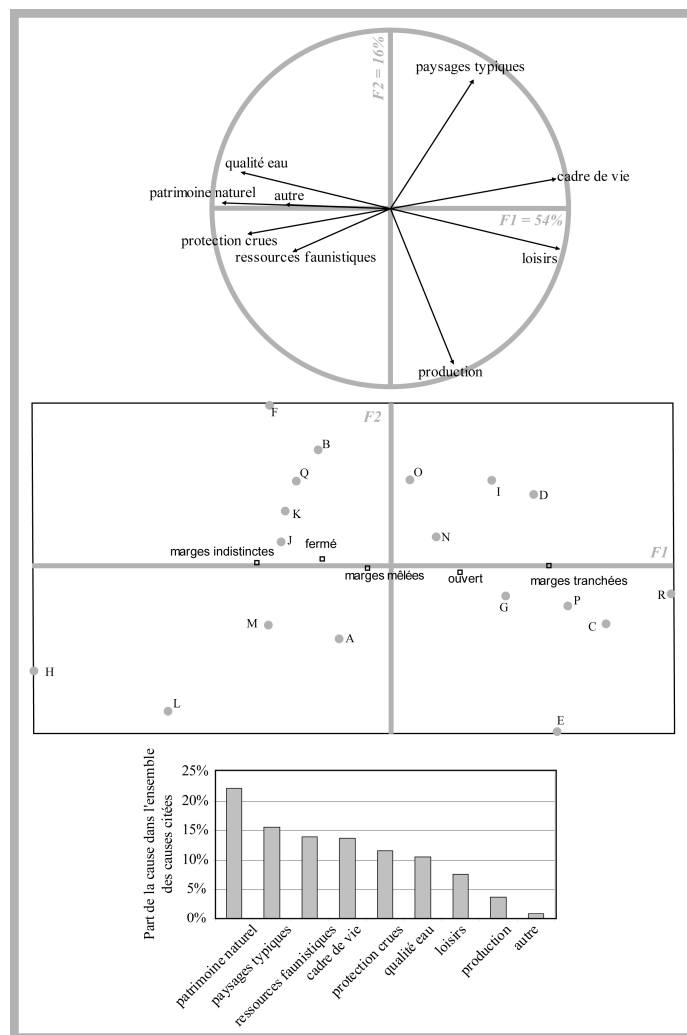 F2 = 16%
paysages typiques
qualité eau
cadre de vie
patrimoine naturel
autre
F1 = 54%
protection crues
ressources faunistiques
loisirs
production
F
F2
B
Q
O
I
D
K
N
J
fermé
marges indistinctes
F1
marges mêlées
ouvert
marges tranchées
R
G
P
C
M
A
H
L
E
Part de la cause dans l'ensemble
des causes citées
25%
20%
15%
10%
5%
0%
patrimoine naturel
paysages typiques
ressources faunistiques
cadre de vie
protection crues
qualité eau
loisirs
production
autre